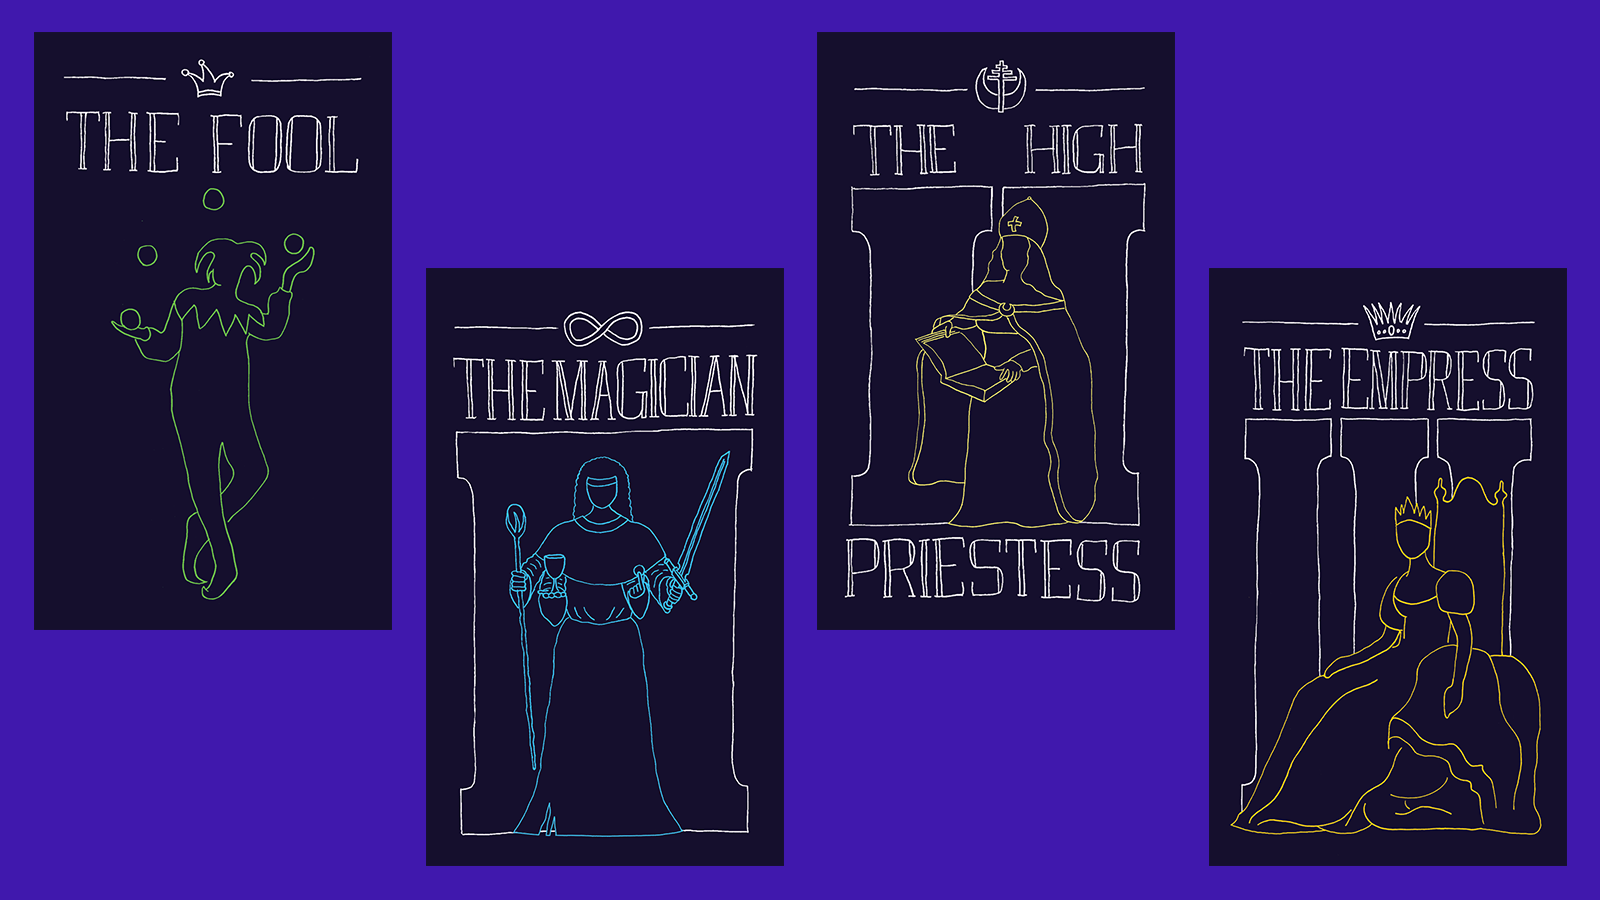 THE FOOL
THE MAGICIAN
THE HIGH
PRIESTESS
THE EMPRESS